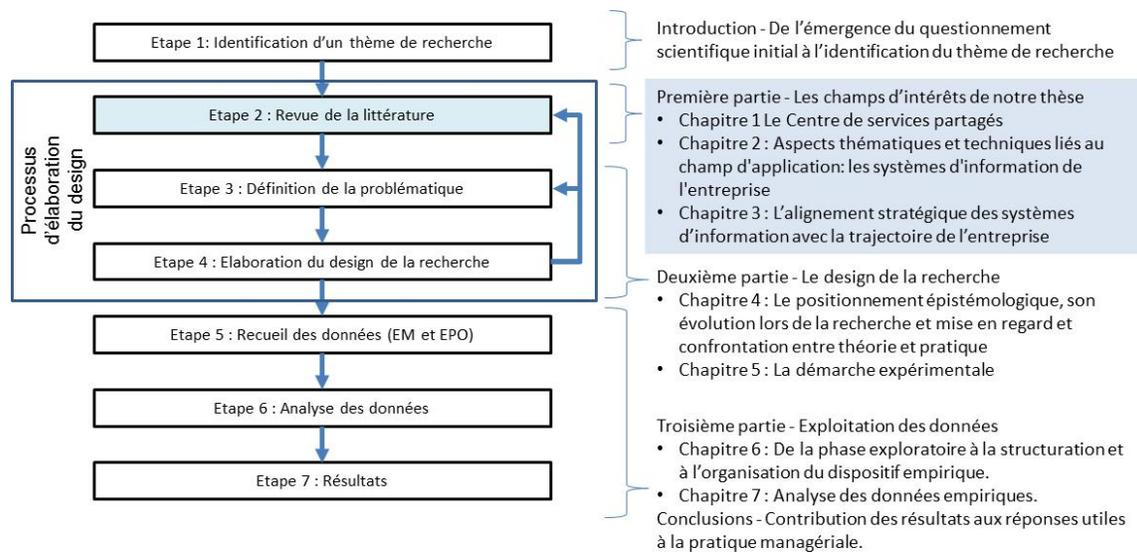 Etape 1: Identification d'un thème de recherche
Processus
d'élaboration
du design
Etape 2 : Revue de la littérature
Etape 3 : Définition de la problématique
Etape 4 : Elaboration du design de la recherche
Etape 5 : Recueil des données (EM et EPO)
Etape 6 : Analyse des données
Etape 7 : Résultats
Introduction - De l'émergence du questionnement
scientifique initial à l'identification du thème de recherche
Première partie - Les champs d'intérêts de notre thèse
• Chapitre 1 Le Centre de services partagés
• Chapitre 2 : Aspects thématiques et techniques liés au
champ d'application: les systèmes d'information de
l'entreprise
• Chapitre 3 : L'alignement stratégique des systèmes
d'information avec la trajectoire de l'entreprise
Deuxième partie - Le design de la recherche
• Chapitre 4 : Le positionnement épistémologique, son
évolution lors de la recherche et mise en regard et
confrontation entre théorie et pratique
• Chapitre 5 : La démarche expérimentale
Troisième partie - Exploitation des données
• Chapitre 6 : De la phase exploratoire à la structuration et
à l'organisation du dispositif empirique.
• Chapitre 7 : Analyse des données empiriques.
Conclusions - Contribution des résultats aux réponses utiles
à la pratique managériale.